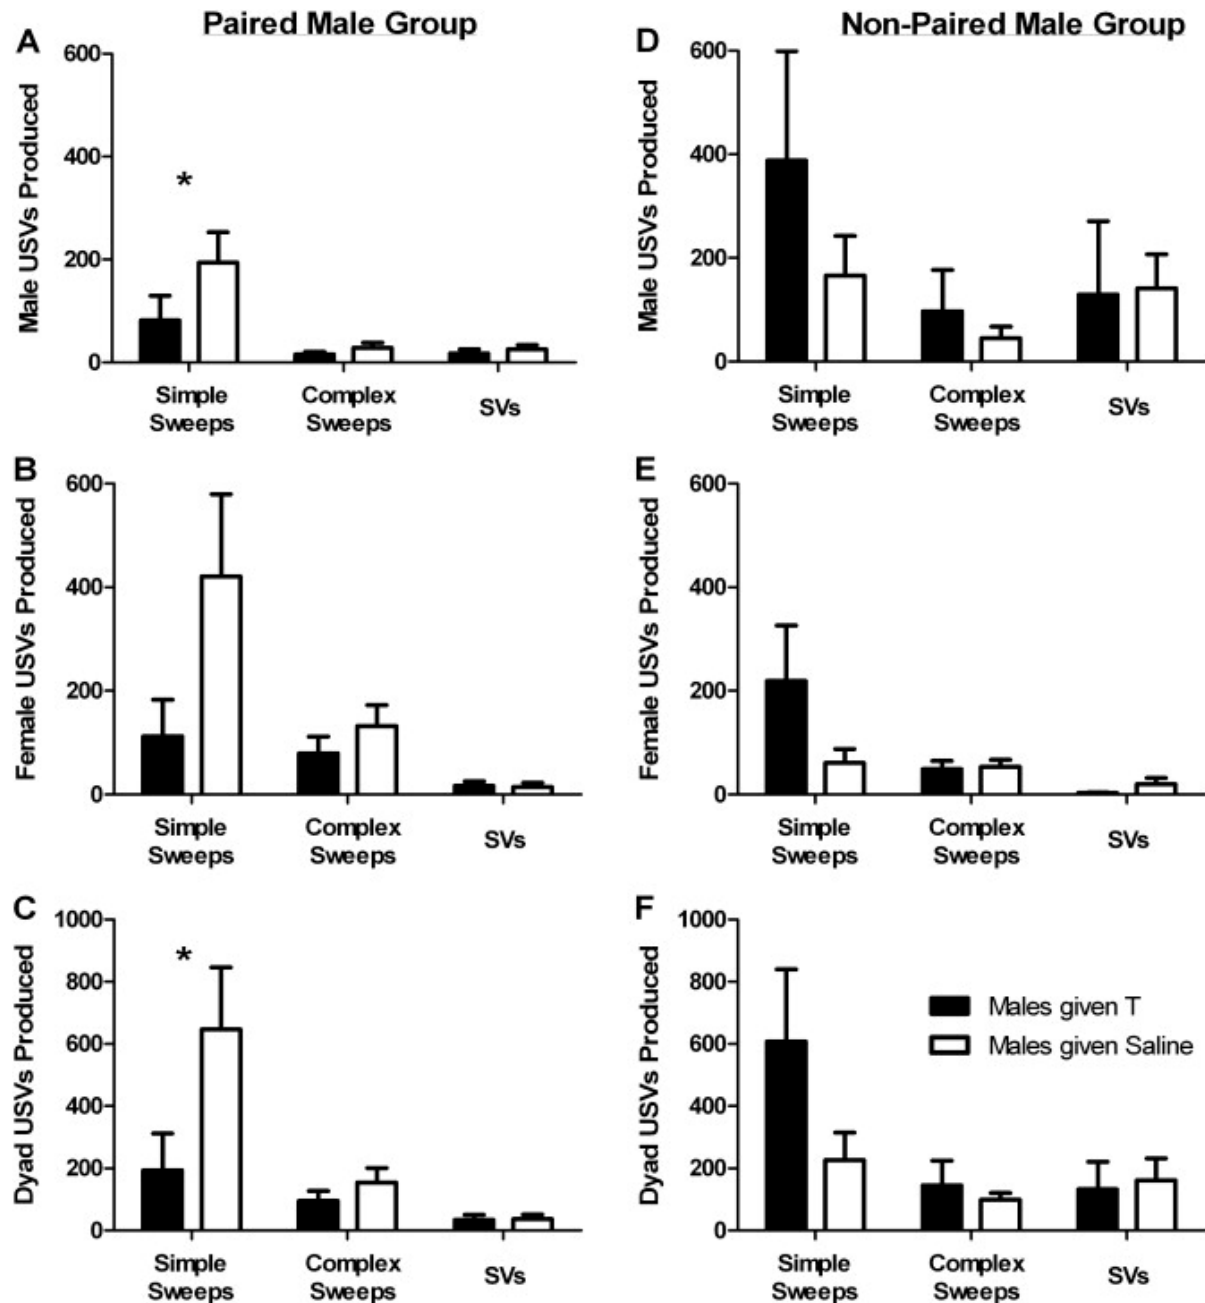 Paired Male Group
Non-Paired Male Group
A
Male USVs Produced
600
400
200
0
*
Simple
Sweeps
Complex
Sweeps
SVs
D
Male USVs Produced
600
400
200
0
Simple
Sweeps
Complex
Sweeps
SVs
B
Female USVs Produced
600
400
200
0
Simple
Sweeps
Complex
Sweeps
SVs
E
Female USVs Produced
600
400
200
0
Simple
Sweeps
Complex
Sweeps
SVs
C
Dyad USVs Produced
1000
800
600
400
200
0
*
Simple
Sweeps
Complex
Sweeps
SVs
F
Dyad USVs Produced
1000
800
600
400
200
0
Males given T
Males given Saline
Simple
Sweeps
Complex
Sweeps
SVs